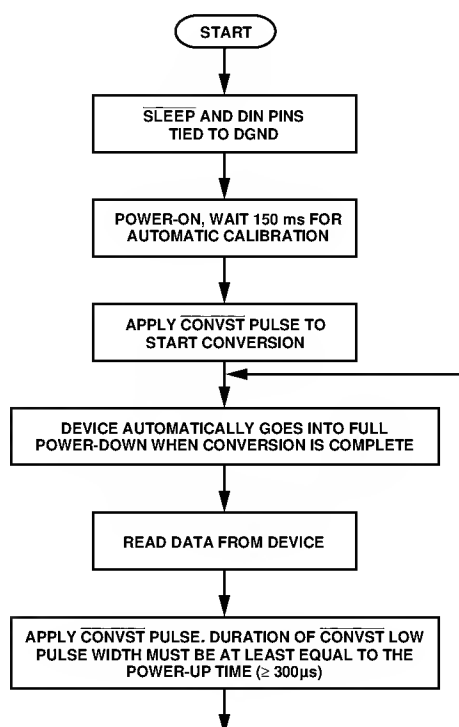 START
SLEEP AND DIN PINS
TIED TO DGND
POWER-ON, WAIT 150 ms FOR
AUTOMATIC CALIBRATION
APPLY CONVST PULSE TO
START CONVERSION
DEVICE AUTOMATICALLY GOES INTO FULL
POWER-DOWN WHEN CONVERSION IS COMPLETE
READ DATA FROM DEVICE
APPLY CONVST PULSE. DURATION OF CONVST LOW
PULSE WIDTH MUST BE AT LEAST EQUAL TO THE
POWER-UP TIME (≥ 300µs)